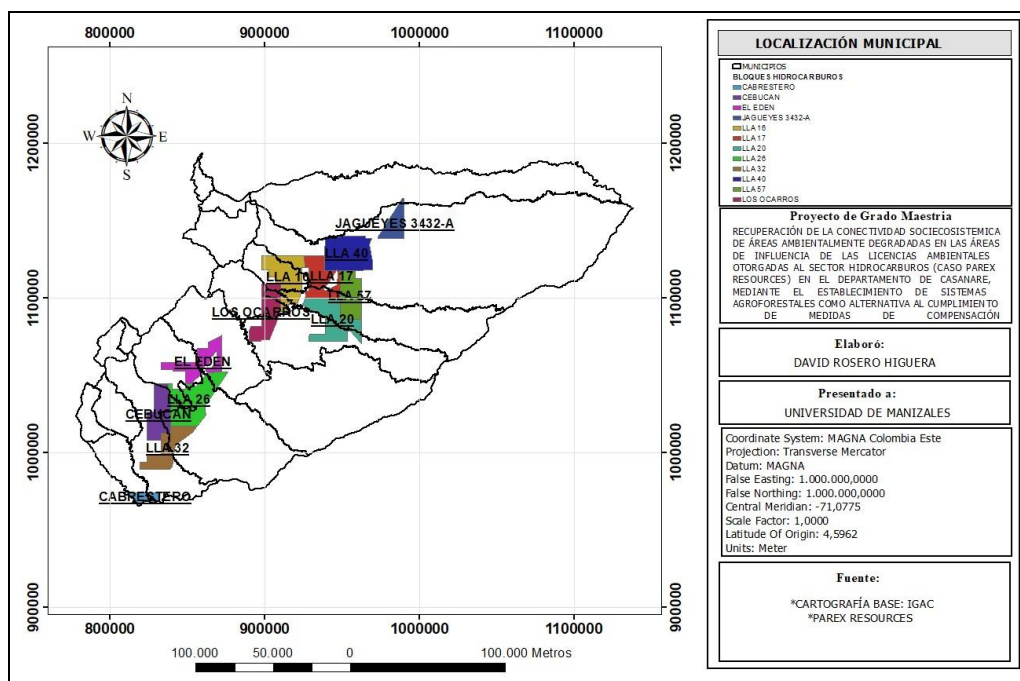 800000 900000 1000000 1100000
N
W E
S
1200000 1200000
JAGUEYES 3432-A
LLA 40
LLA 16 LLA 17
LLA 57
1100000 1100000
LOS OCARROS
LLA 20
EL EDEN
LLA 26
CEBUCAN
LLA 32
1000000 1000000
CABRESTERO
900000 900000
800000 900000 1000000 1100000
100.000 50.000 0 100.000 Metros
LOCALIZACIÓN MUNICIPAL
MUNICIPIOS
BLOQUES HIDROCARBUROS
CABRESTERO
CEBUCAN
EL EDEN
JAGUEYES 3432-A
LLA 16
LLA 17
LLA 20
LLA 26
LLA 32
LLA 40
LLA 57
LOS OCARROS
Proyecto de Grado Maestria
RECUPERACIÓN DE LA CONECTIVIDAD SOCIECOSISTEMICA
DE ÁREAS AMBIENTALMENTE DEGRADADAS EN LAS ÁREAS
DE INFLUENCIA DE LAS LICENCIAS AMBIENTALES
OTORGADAS AL SECTOR HIDROCARBUROS (CASO PAREX
RESOURCES) EN EL DEPARTAMENTO DE CASANARE,
MEDIANTE EL ESTABLECIMIENTO DE SISTEMAS
AGROFORESTALES COMO ALTERNATIVA AL CUMPLIMIENTO
DE MEDIDAS DE COMPENSACIÓN
Elaboró:
DAVID ROSERO HIGUERA
Presentado a:
UNIVERSIDAD DE MANIZALES
Coordinate System: MAGNA Colombia Este
Projection: Transverse Mercator
Datum: MAGNA
False Easting: 1.000.000,0000
False Northing: 1.000.000,0000
Central Meridian: -71,0775
Scale Factor: 1,0000
Latitude Of Origin: 4,5962
Units: Meter
Fuente:
*CARTOGRAFÍA BASE: IGAC
*PAREX RESOURCES